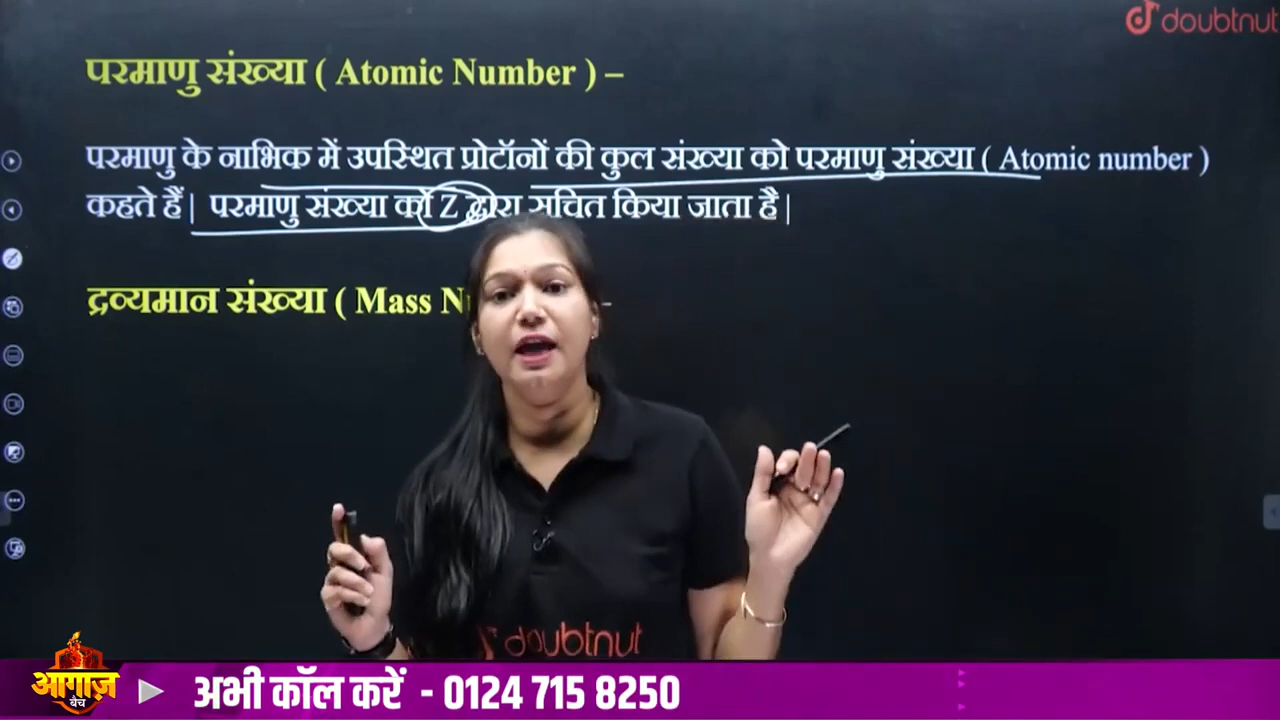 doubtnut
परमाणु संख्या ( Atomic Number ) –
परमाणु के नाभिक में उपस्थित प्रोटॉनों की कुल संख्या को परमाणु संख्या ( Atomic number )
कहते हैं | परमाणु संख्या को Z द्वारा सूचित किया जाता है |
द्रव्यमान संख्या ( Mass
doubtnut
आगाज़
बैच
अभी कॉल करें - 0124 715 8250